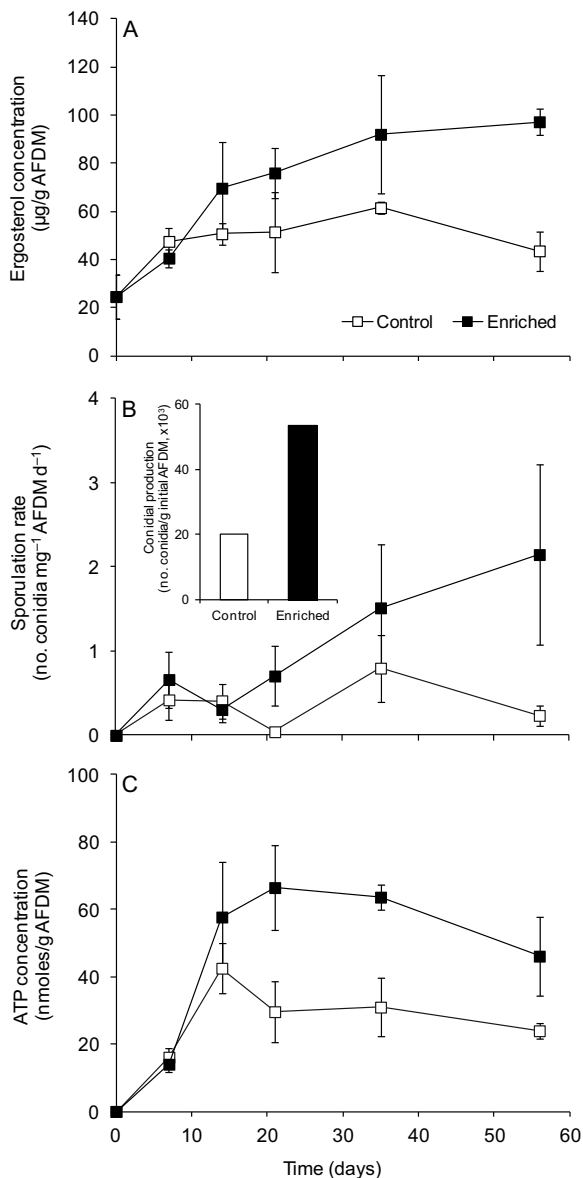 A
140
120
100
80
60
40
20
0
Ergosterol concentration
(µg/g AFDM)
Control
Enriched
B
4
3
2
1
0
Sporulation rate
(no. conidia mg⁻¹ AFDM d⁻¹)
60
40
20
0
Conidial production
(no. conidia/g initial AFDM, x10³)
Control
Enriched
C
100
80
60
40
20
0
ATP concentration
(nmoles/g AFDM)
0 10 20 30 40 50 60
Time (days)